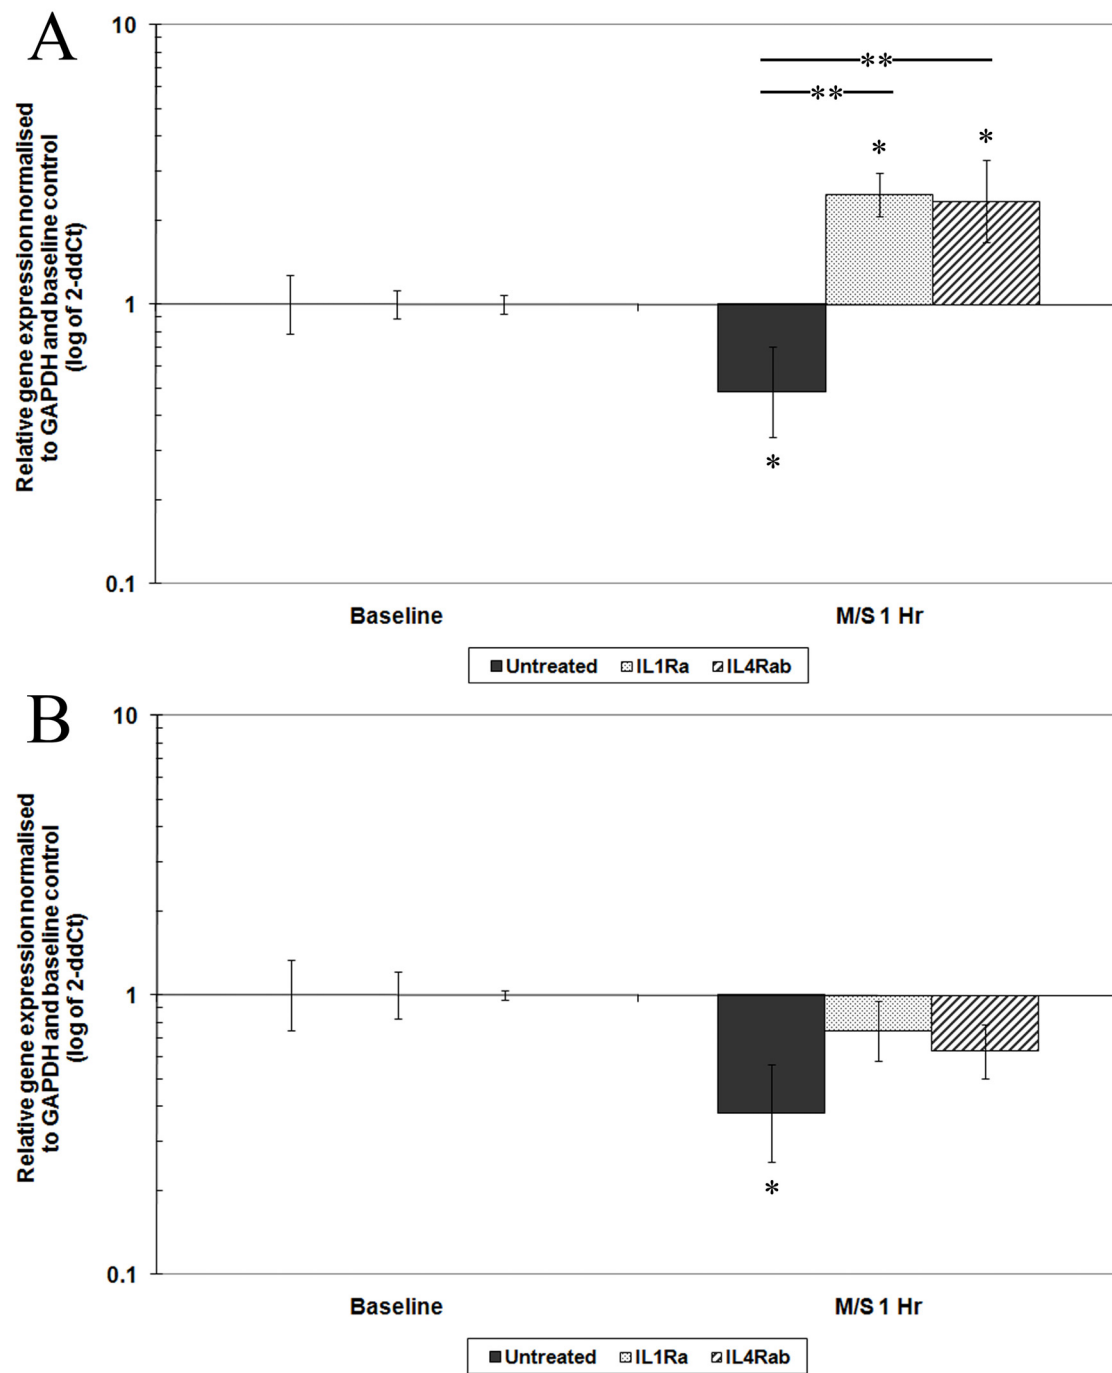 A
10
1
0.1
Relative gene expression normalised
to GAPDH and baseline control
(log of 2-ddCt)
**
**
*
*
*
Baseline
M/S 1 Hr
Untreated IL1Ra IL4Rab
B
10
1
0.1
Relative gene expression normalised
to GAPDH and baseline control
(log of 2-ddCt)
*
Baseline
M/S 1 Hr
Untreated IL1Ra IL4Rab